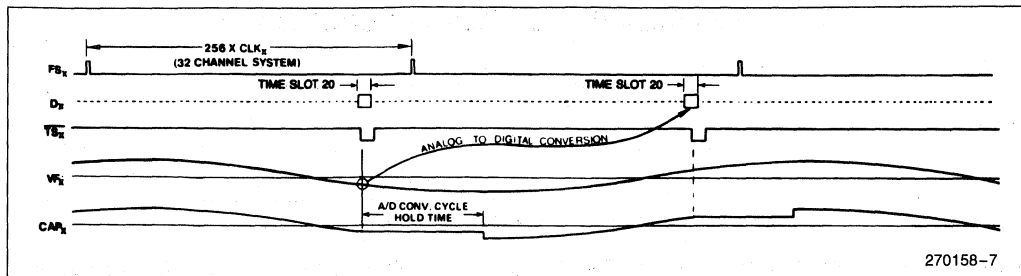 256 X CLKx
(32 CHANNEL SYSTEM)
FSx
TIME SLOT 20
TIME SLOT 20
Dx
TSx
ANALOG TO DIGITAL CONVERSION
VFx
A/D CONV. CYCLE
HOLD TIME
CAPx
270158-7